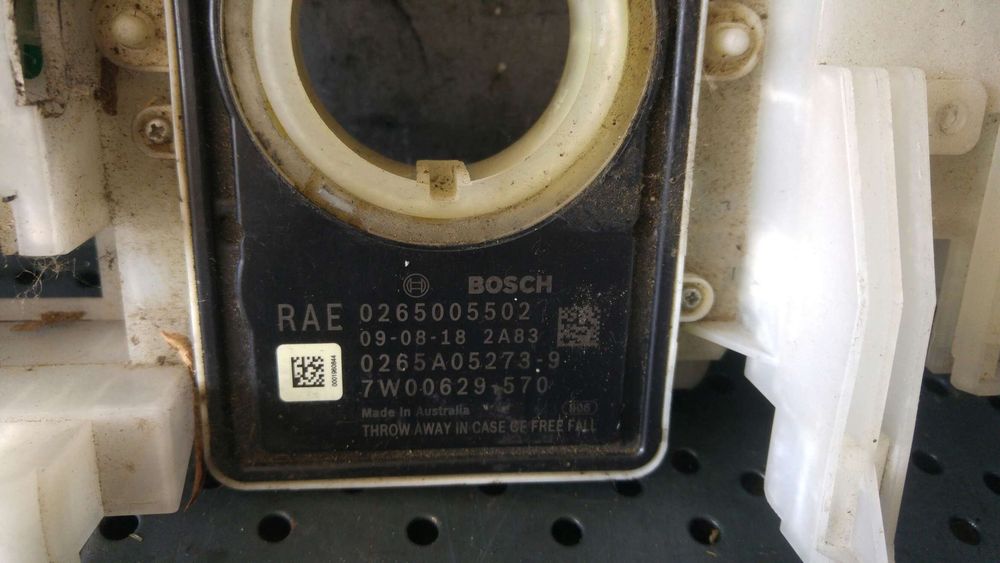 BOSCH
RAE 0265005502
09-08-18 2A83
0265A05273-9
7W00629-570
0001960844
Made in Australia
THROW AWAY IN CASE OF FREE FALL